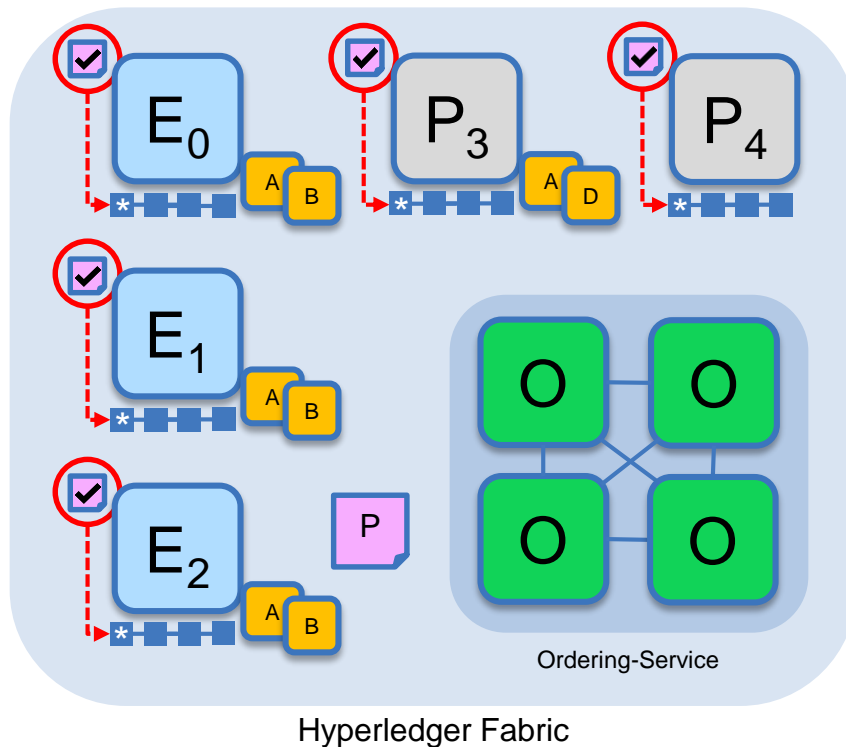 E0
P3
P4
A
B
A
D
*
*
*
E1
A
B
*
O
O
E2
P
O
O
A
B
*
Ordering-Service
Hyperledger Fabric